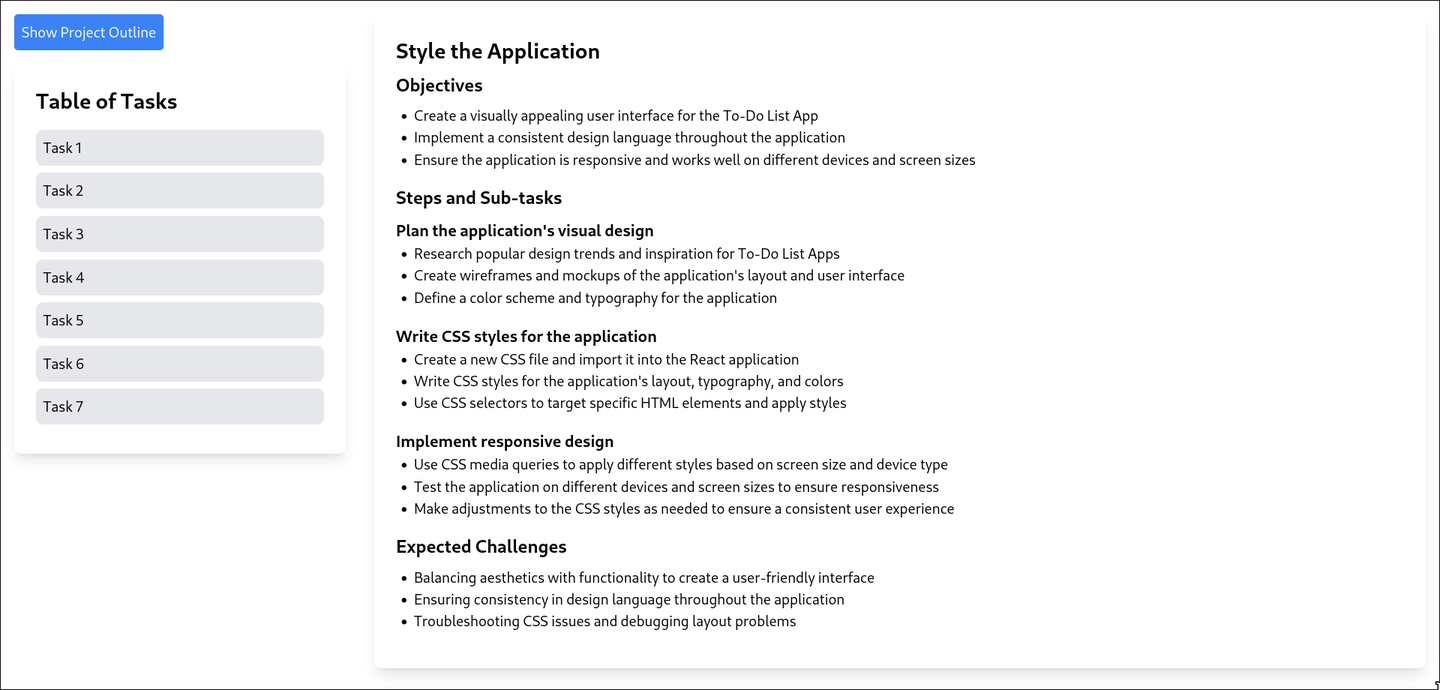 Show Project Outline
Table of Tasks
Task 1
Task 2
Task 3
Task 4
Task 5
Task 6
Task 7
Style the Application
Objectives
• Create a visually appealing user interface for the To-Do List App
• Implement a consistent design language throughout the application
• Ensure the application is responsive and works well on different devices and screen sizes
Steps and Sub-tasks
Plan the application's visual design
• Research popular design trends and inspiration for To-Do List Apps
• Create wireframes and mockups of the application's layout and user interface
• Define a color scheme and typography for the application
Write CSS styles for the application
• Create a new CSS file and import it into the React application
• Write CSS styles for the application's layout, typography, and colors
• Use CSS selectors to target specific HTML elements and apply styles
Implement responsive design
• Use CSS media queries to apply different styles based on screen size and device type
• Test the application on different devices and screen sizes to ensure responsiveness
• Make adjustments to the CSS styles as needed to ensure a consistent user experience
Expected Challenges
• Balancing aesthetics with functionality to create a user-friendly interface
• Ensuring consistency in design language throughout the application
• Troubleshooting CSS issues and debugging layout problems